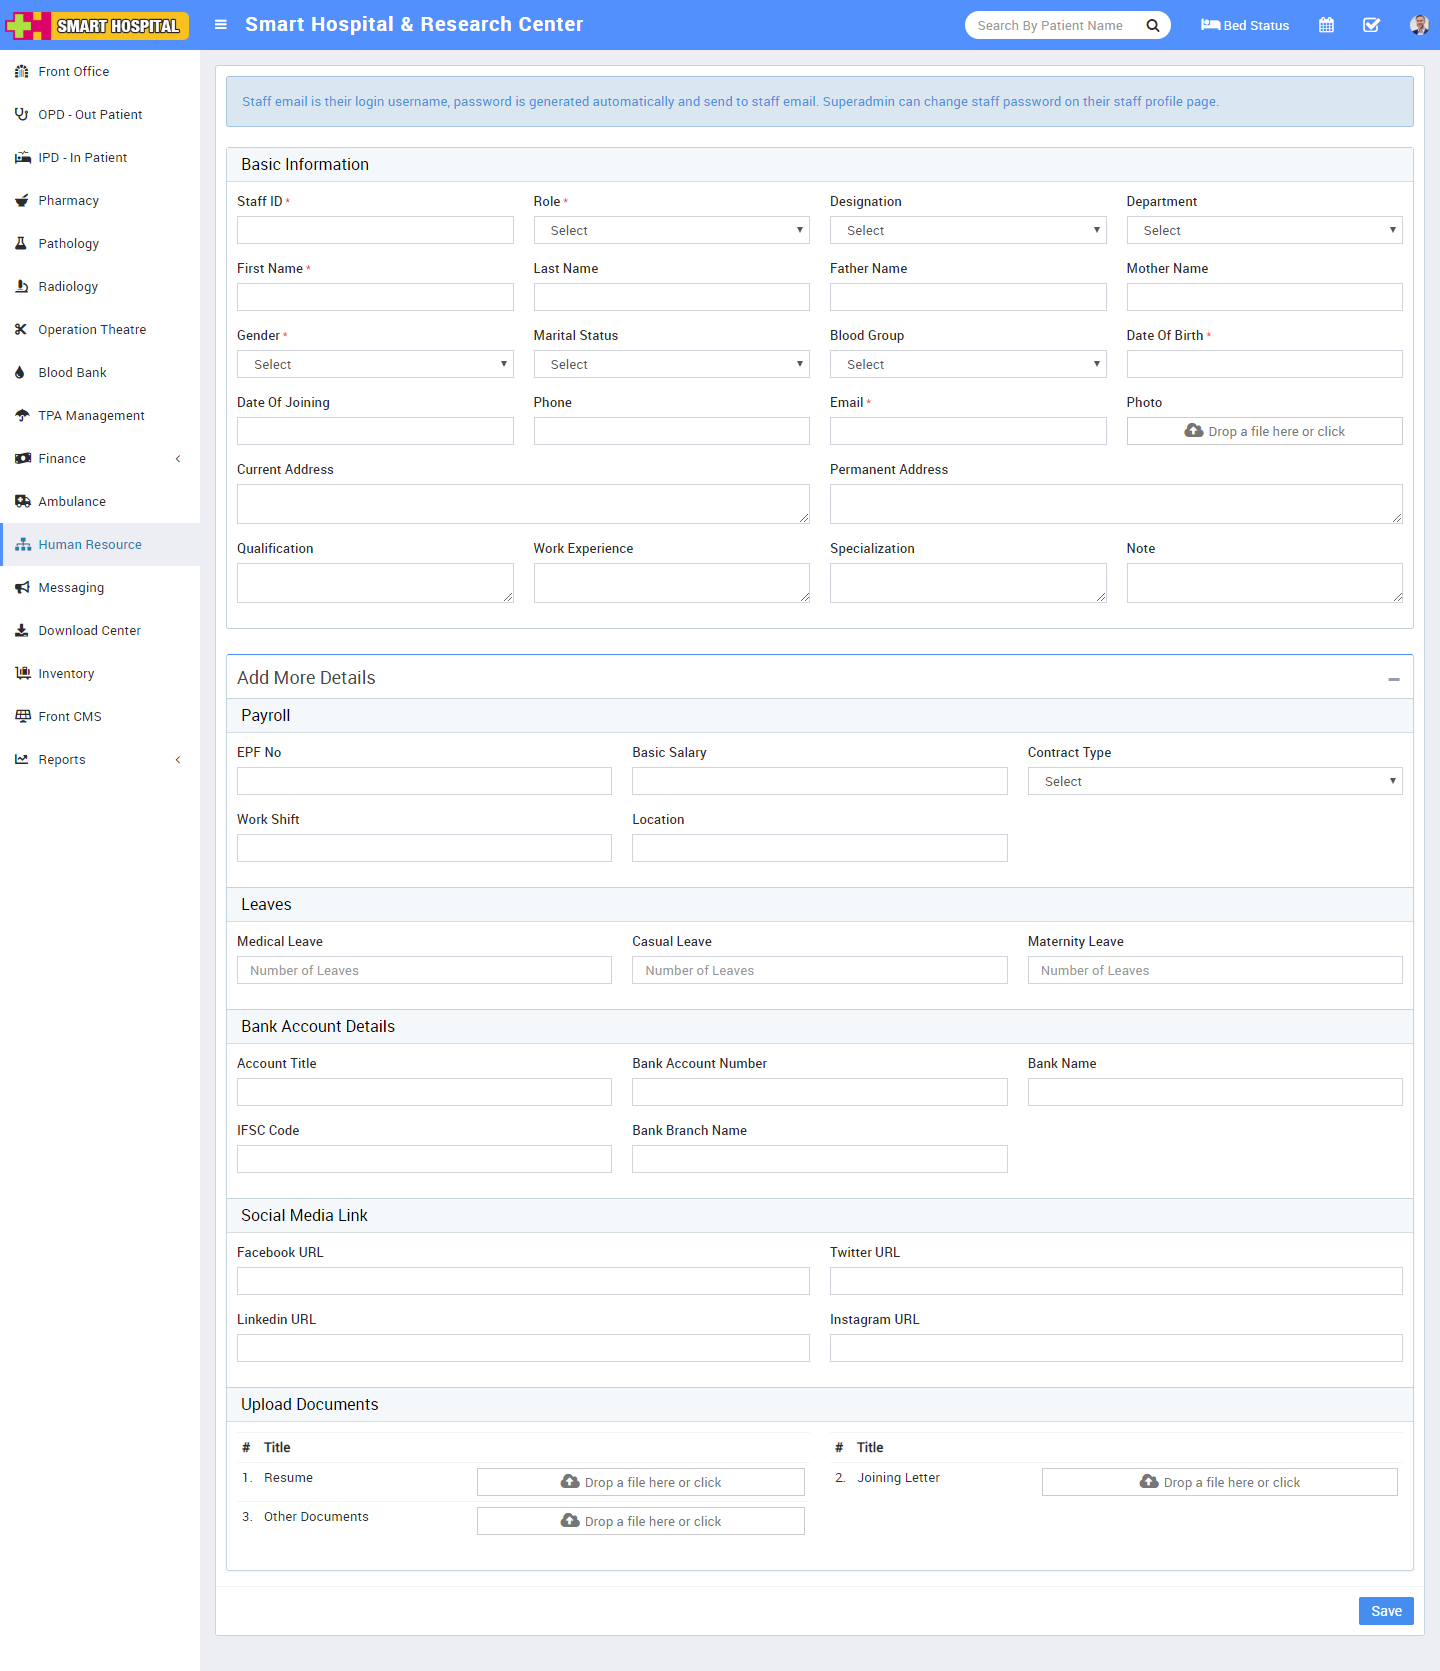 SMART HOSPITAL
Smart Hospital & Research Center
Search By Patient Name
Bed Status
Front Office
OPD - Out Patient
IPD - In Patient
Pharmacy
Pathology
Radiology
Operation Theatre
Blood Bank
TPA Management
Finance
Ambulance
Human Resource
Messaging
Download Center
Inventory
Front CMS
Reports
Staff email is their login username, password is generated automatically and send to staff email. Superadmin can change staff password on their staff profile page.
Basic Information
Staff ID * Role * Designation Department
Select Select Select
First Name * Last Name Father Name Mother Name
Gender * Marital Status Blood Group Date Of Birth *
Select Select Select
Date Of Joining Phone Email * Photo
Drop a file here or click
Current Address Permanent Address
Qualification Work Experience Specialization Note
Add More Details
Payroll
EPF No Basic Salary Contract Type
Select
Work Shift Location
Leaves
Medical Leave Casual Leave Maternity Leave
Number of Leaves Number of Leaves Number of Leaves
Bank Account Details
Account Title Bank Account Number Bank Name
IFSC Code Bank Branch Name
Social Media Link
Facebook URL Twitter URL
Linkedin URL Instagram URL
Upload Documents
# Title # Title
1. Resume Drop a file here or click 2. Joining Letter Drop a file here or click
3. Other Documents Drop a file here or click
Save